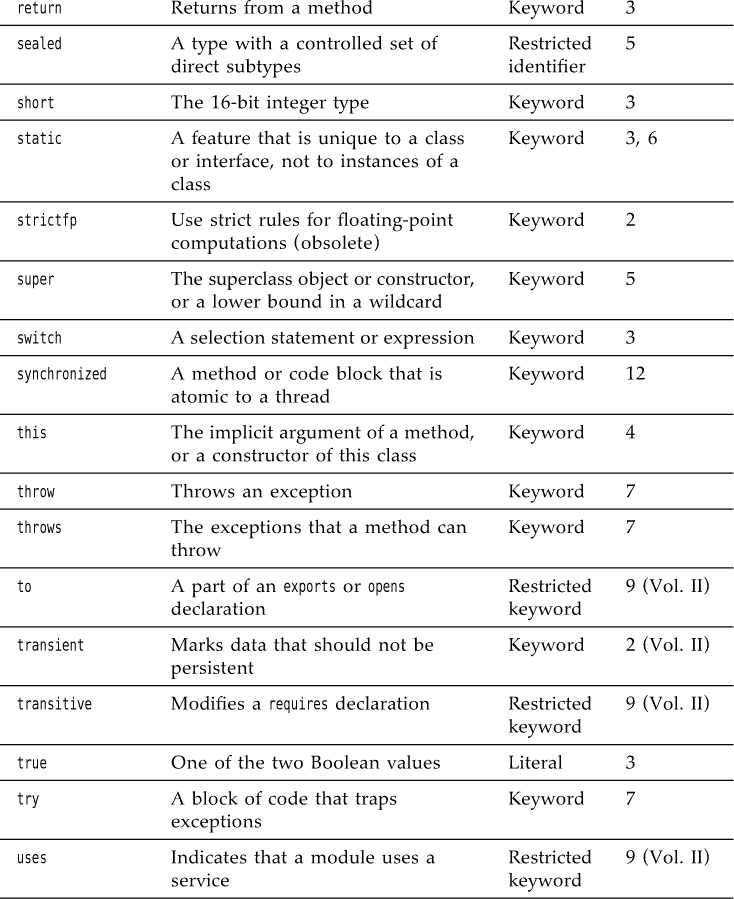 return Returns from a method Keyword 3
sealed A type with a controlled set of Restricted 5
direct subtypes identifier
short The 16-bit integer type Keyword 3
static A feature that is unique to a class Keyword 3, 6
or interface, not to instances of a
class
strictfp Use strict rules for floating-point Keyword 2
computations (obsolete)
super The superclass object or constructor, Keyword 5
or a lower bound in a wildcard
switch A selection statement or expression Keyword 3
synchronized A method or code block that is Keyword 12
atomic to a thread
this The implicit argument of a method, Keyword 4
or a constructor of this class
throw Throws an exception Keyword 7
throws The exceptions that a method can Keyword 7
throw
to A part of an exports or opens Restricted 9 (Vol. II)
declaration keyword
transient Marks data that should not be Keyword 2 (Vol. II)
persistent
transitive Modifies a requires declaration Restricted 9 (Vol. II)
keyword
true One of the two Boolean values Literal 3
try A block of code that traps Keyword 7
exceptions
uses Indicates that a module uses a Restricted 9 (Vol. II)
service keyword